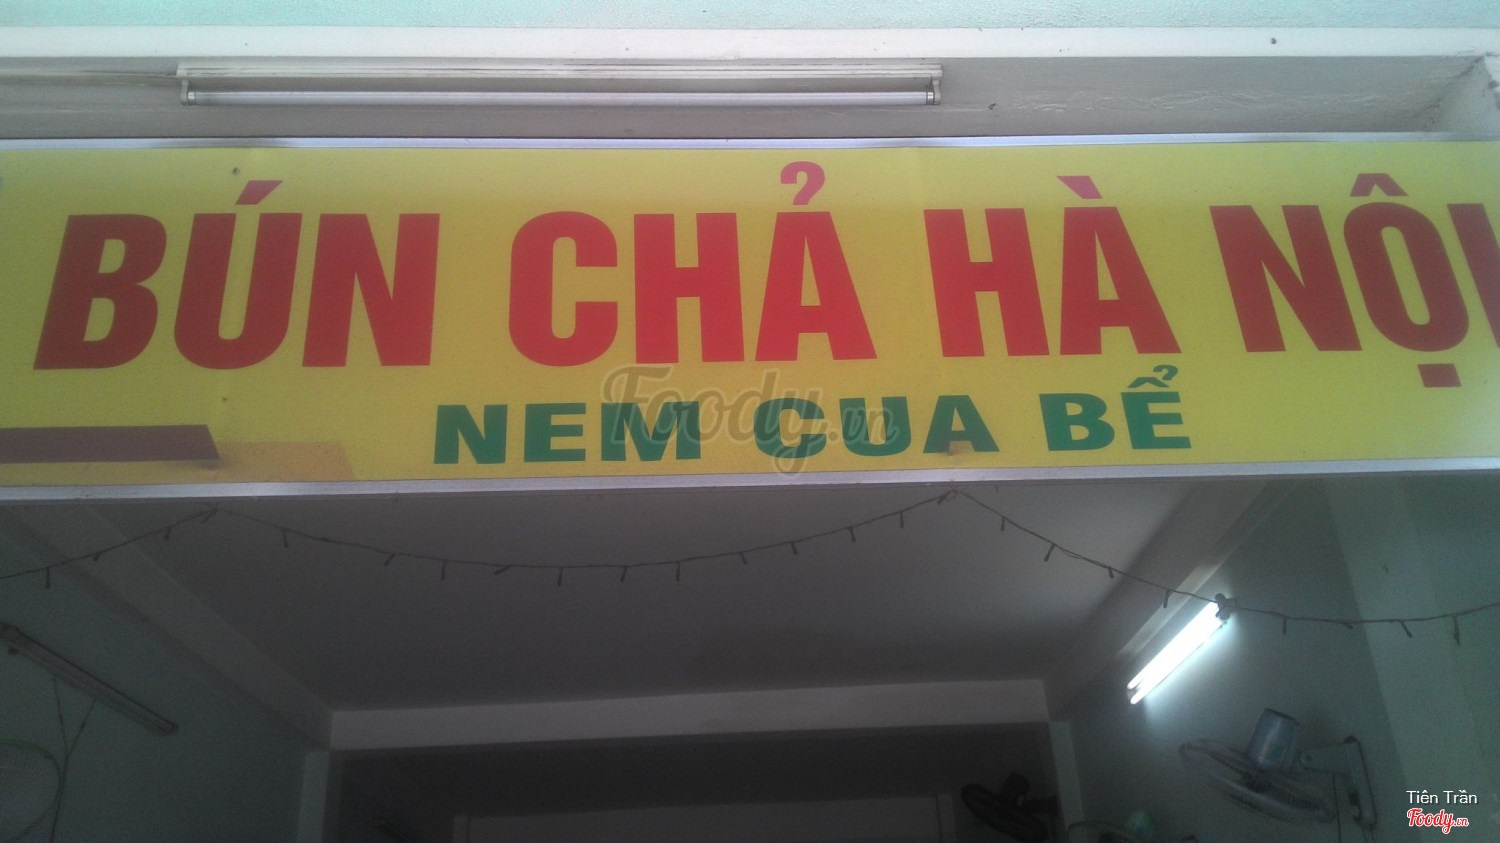 BÚN CHẢ HÀ NỘI
NEM CUA BỂ
Foody.vn
Tiên Trần
Foody.vn